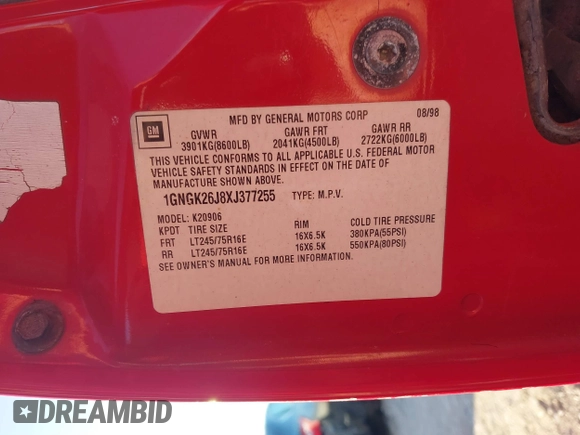 GM
MFD BY GENERAL MOTORS CORP 08/98
GVWR GAWR FRT GAWR RR
3901KG(8600LB) 2041KG(4500LB) 2722KG(6000LB)
THIS VEHICLE CONFORMS TO ALL APPLICABLE U.S. FEDERAL MOTOR
VEHICLE SAFETY STANDARDS IN EFFECT ON THE DATE OF
MANUFACTURE SHOWN ABOVE.
1GNGK26J8XJ377255 TYPE: M.P.V.
MODEL: K20906
KPDT TIRE SIZE RIM COLD TIRE PRESSURE
FRT LT245/75R16E 16X6.5K 380KPA(55PSI)
RR LT245/75R16E 16X6.5K 550KPA(80PSI)
SEE OWNER'S MANUAL FOR MORE INFORMATION.
DREAMBID